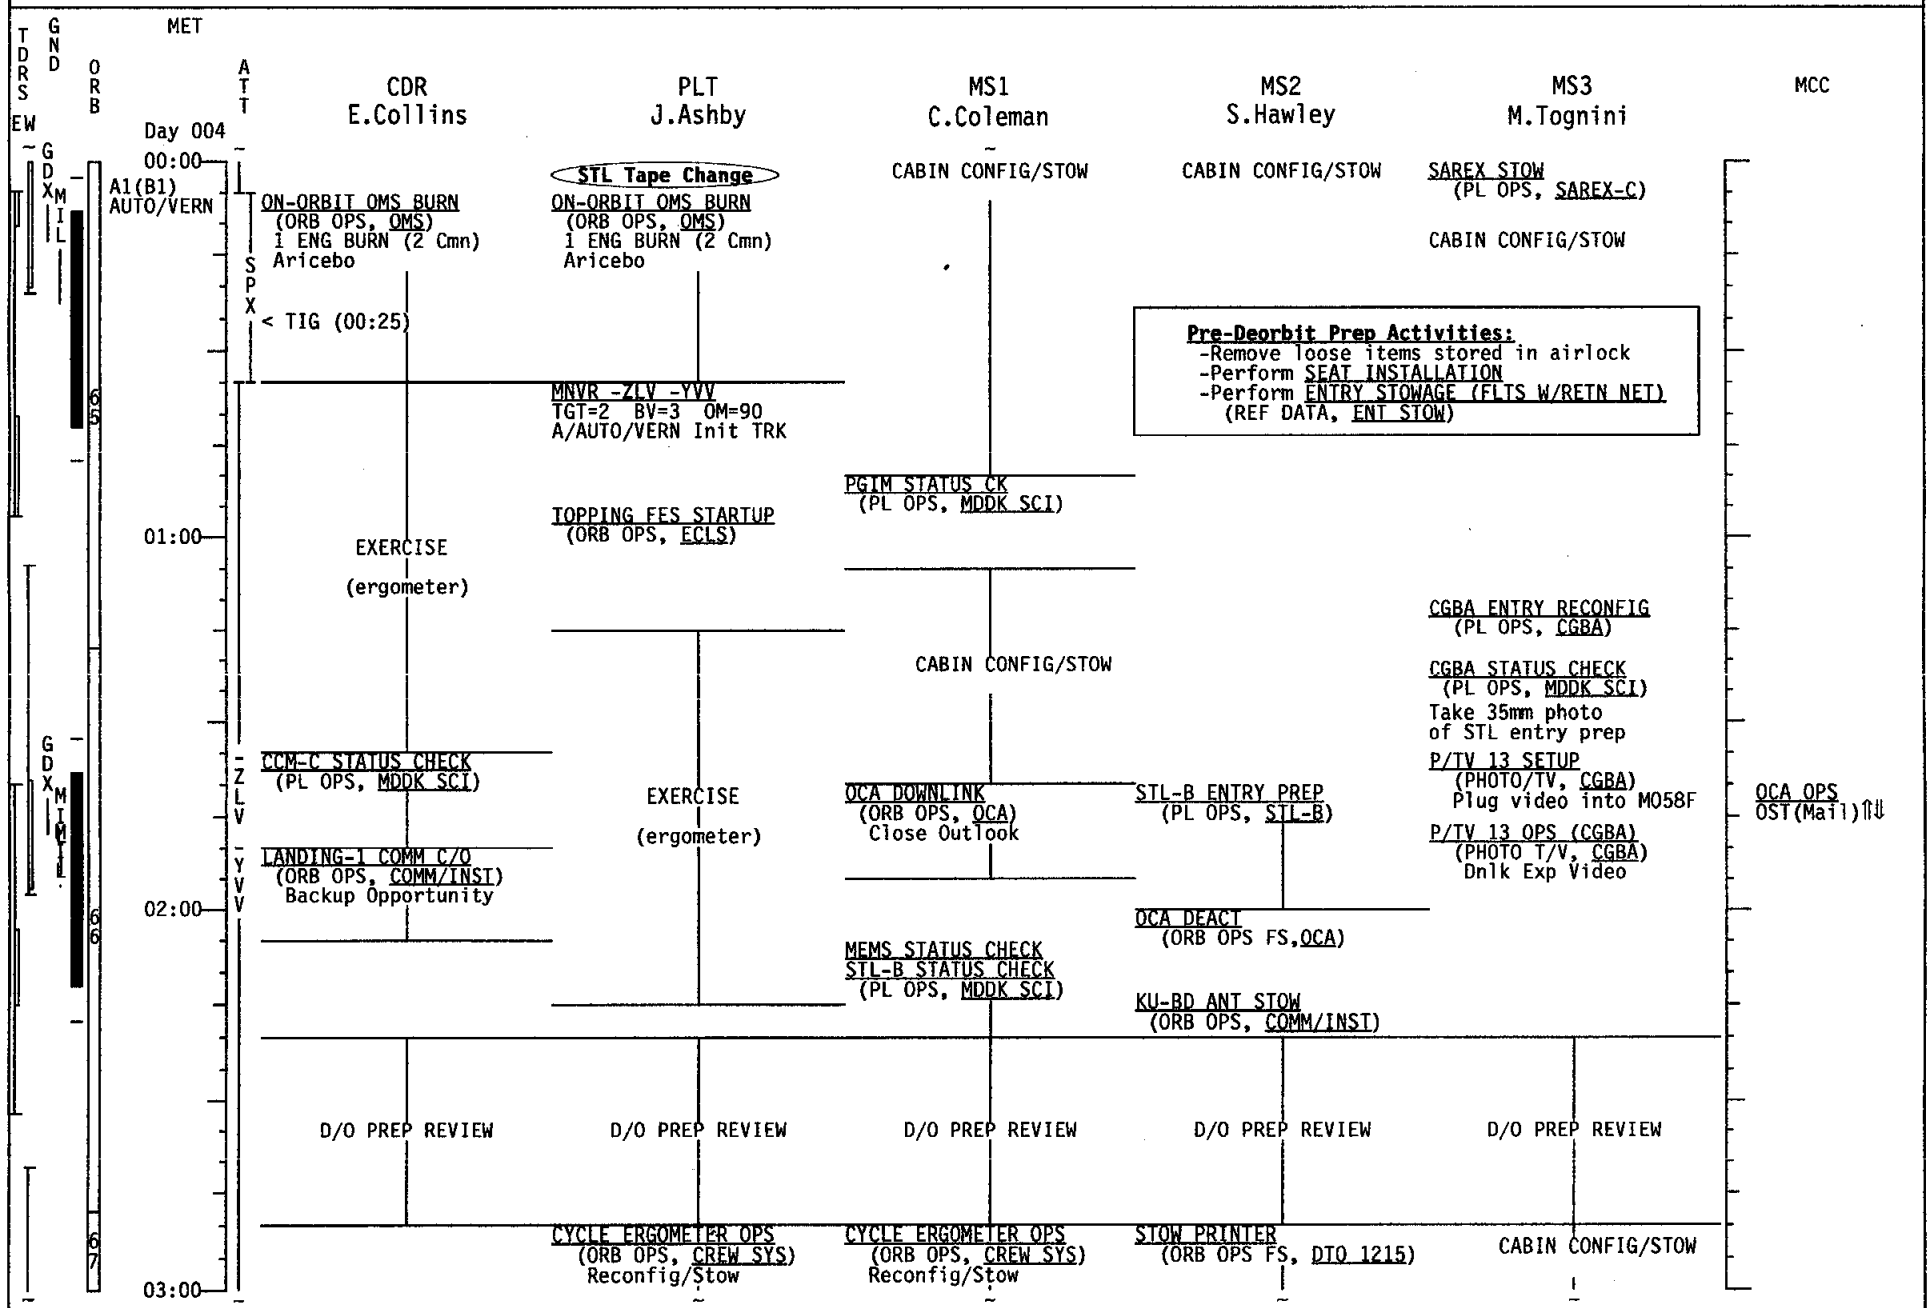 MET
TDRS
GND
ORB
ATT
EW
CDR
E.Collins
PLT
J.Ashby
MS1
C.Coleman
MS2
S.Hawley
MS3
M.Tognini
MCC
Day 004
00:00
A1(B1)
AUTO/VERN
GDX
MIL
SPX
65
ON-ORBIT OMS BURN
(ORB OPS, OMS)
1 ENG BURN (2 Cmn)
Aricebo
< TIG (00:25)
EXERCISE
(ergometer)
CCM-C STATUS CHECK
(PL OPS, MDDK SCI)
LANDING-1 COMM C/O
(ORB OPS, COMM/INST)
Backup Opportunity
D/O PREP REVIEW
STL Tape Change
ON-ORBIT OMS BURN
(ORB OPS, OMS)
1 ENG BURN (2 Cmn)
Aricebo
MNVR -ZLV -YVV
TGT=2 BV=3 OM=90
A/AUTO/VERN Init TRK
TOPPING FES STARTUP
(ORB OPS, ECLS)
EXERCISE
(ergometer)
D/O PREP REVIEW
CYCLE ERGOMETER OPS
(ORB OPS, CREW SYS)
Reconfig/Stow
CABIN CONFIG/STOW
PGIM STATUS CK
(PL OPS, MDDK SCI)
CABIN CONFIG/STOW
OCA DOWNLINK
(ORB OPS, OCA)
Close Outlook
MEMS STATUS CHECK
STL-B STATUS CHECK
(PL OPS, MDDK SCI)
D/O PREP REVIEW
CYCLE ERGOMETER OPS
(ORB OPS, CREW SYS)
Reconfig/Stow
CABIN CONFIG/STOW
Pre-Deorbit Prep Activities:
-Remove loose items stored in airlock
-Perform SEAT INSTALLATION
-Perform ENTRY STOWAGE (FLTS W/RETN NET)
(REF DATA, ENT STOW)
STL-B ENTRY PREP
(PL OPS, STL-B)
OCA DEACT
(ORB OPS FS,OCA)
KU-BD ANT STOW
(ORB OPS, COMM/INST)
D/O PREP REVIEW
STOW PRINTER
(ORB OPS FS, DTO 1215)
SAREX STOW
(PL OPS, SAREX-C)
CABIN CONFIG/STOW
CGBA ENTRY RECONFIG
(PL OPS, CGBA)
CGBA STATUS CHECK
(PL OPS, MDDK SCI)
Take 35mm photo
of STL entry prep
P/TV 13 SETUP
(PHOTO/TV, CGBA)
Plug video into MO58F
P/TV 13 OPS (CGBA)
(PHOTO T/V, CGBA)
Dnlk Exp Video
D/O PREP REVIEW
CABIN CONFIG/STOW
OCA OPS
OST(Mail)⇑⇓
01:00
GDX
-ZLV
-YVV
02:00
66
67
03:00